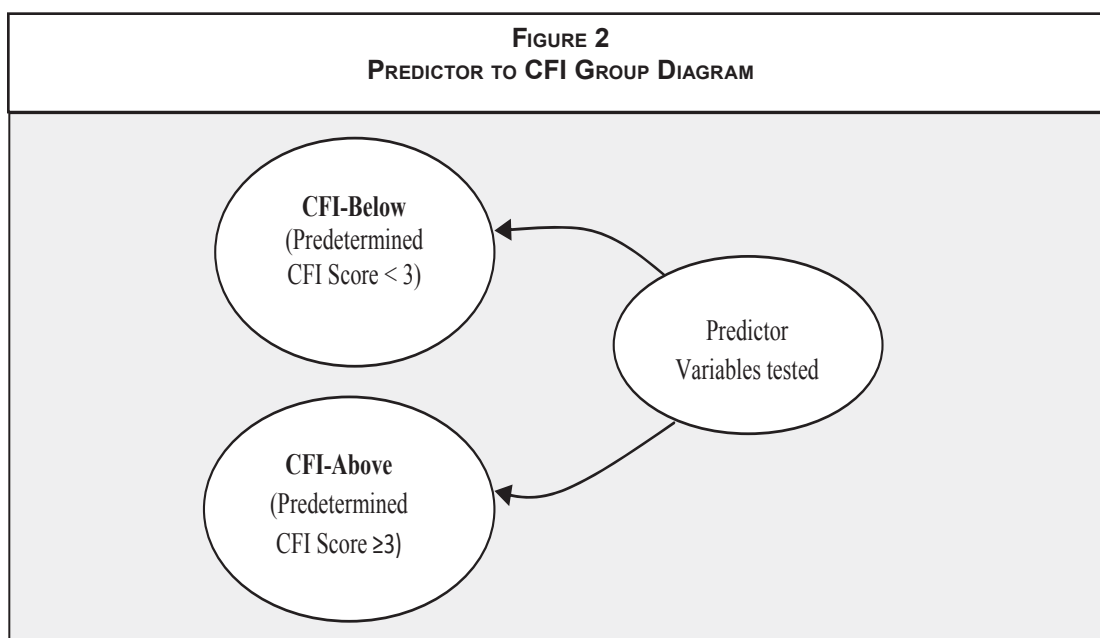 FIGURE 2
PREDICTOR TO CFI GROUP DIAGRAM
CFI-Below
(Predetermined
CFI Score < 3)
Predictor
Variables tested
CFI-Above
(Predetermined
CFI Score ≥3)